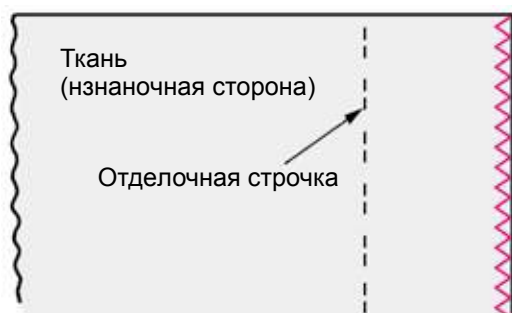 Ткань
(нзнаночная сторона)
Отделочная строчка